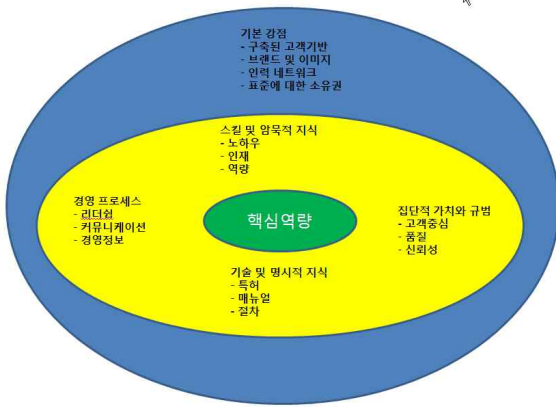 기본 강점
- 구축된 고객기반
- 브랜드 및 이미지
- 인력 네트워크
- 표준에 대한 소유권
스킬 및 암묵적 지식
- 노하우
- 인재
- 역량
경영 프로세스
- 리더쉽
- 커뮤니케이션
- 경영정보
핵심역량
집단적 가치와 규범
- 고객중심
- 품질
- 신뢰성
기술 및 명시적 지식
- 특허
- 매뉴얼
- 절차